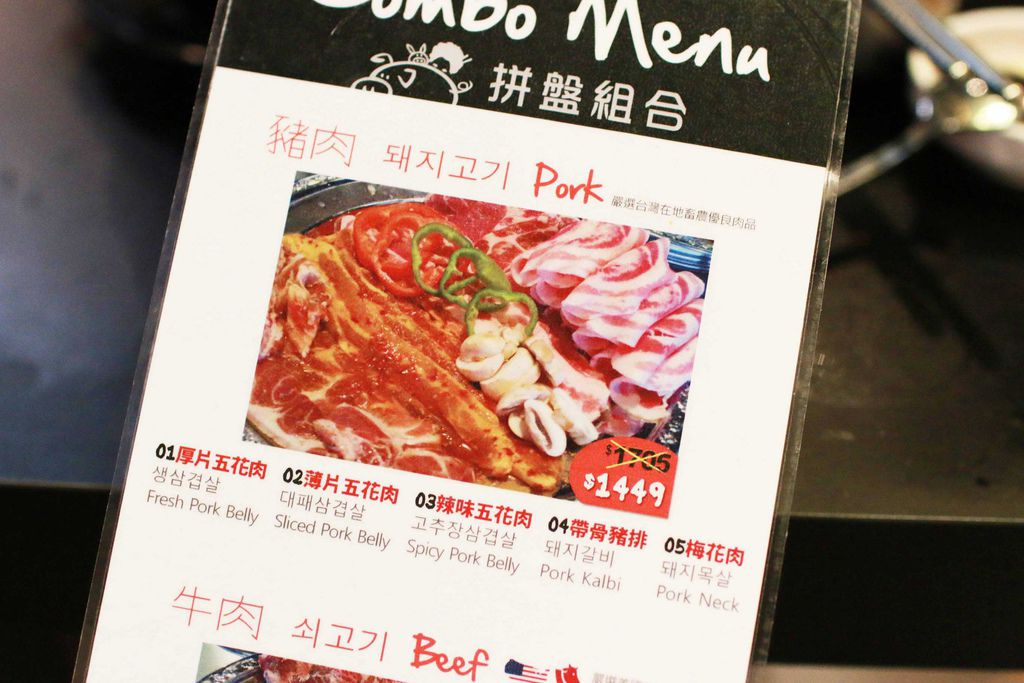 Combo Menu
拼盤組合
豬肉 돼지고기 Pork 嚴選台灣在地畜農優良肉品
$1705
$1449
01厚片五花肉
생삼겹살
Fresh Pork Belly
02薄片五花肉
대패삼겹살
Sliced Pork Belly
03辣味五花肉
고추장삼겹살
Spicy Pork Belly
04帶骨豬排
돼지갈비
Pork Kalbi
05梅花肉
돼지목살
Pork Neck
牛肉 쇠고기 Beef